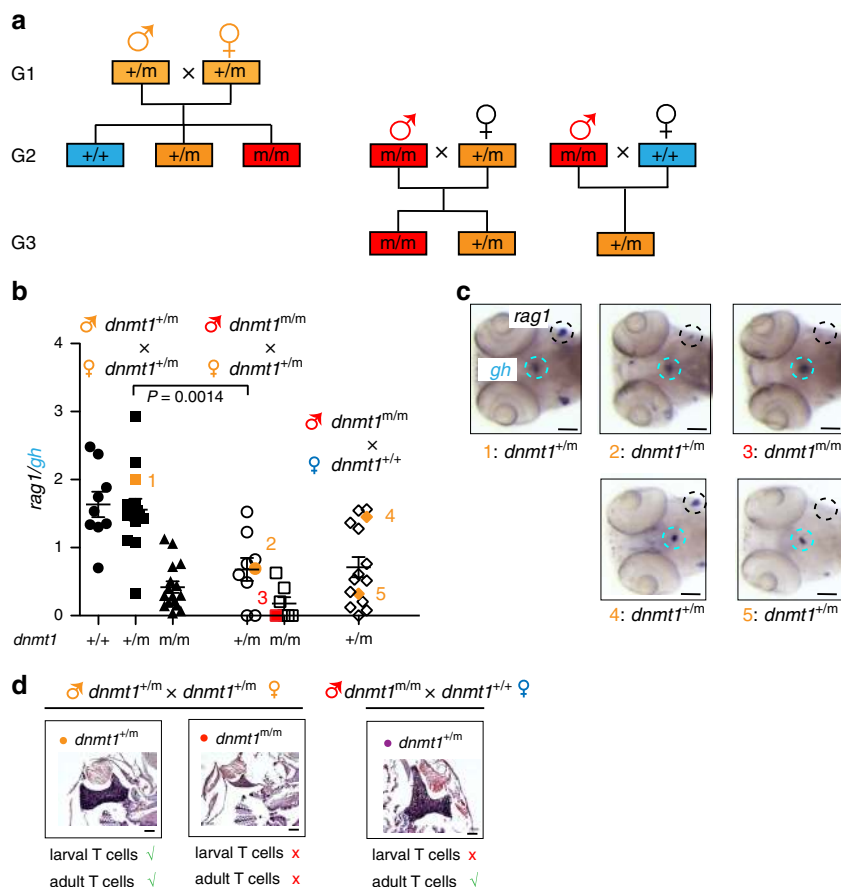 a
♂ ♀
G1 +/m × +/m
♂ ♀ ♂ ♀
G2 +/+ +/m m/m m/m × +/m m/m × +/+
G3 m/m +/m +/m
b
♂ dnmt1+/m ♂ dnmt1m/m
× ×
♀ dnmt1+/m ♀ dnmt1+/m
P = 0.0014
♂ dnmt1m/m
×
♀ dnmt1+/+
rag1/gh
4
3
2
1
0
1
2
3
4
5
dnmt1 +/+ +/m m/m +/m m/m +/m
c
rag1
gh
1: dnmt1+/m 2: dnmt1+/m 3: dnmt1m/m
4: dnmt1+/m 5: dnmt1+/m
d
♂ dnmt1+/m × dnmt1+/m ♀ ♂ dnmt1m/m × dnmt1+/+ ♀
dnmt1+/m dnmt1m/m dnmt1+/m
larval T cells √ larval T cells x larval T cells x
adult T cells √ adult T cells x adult T cells √